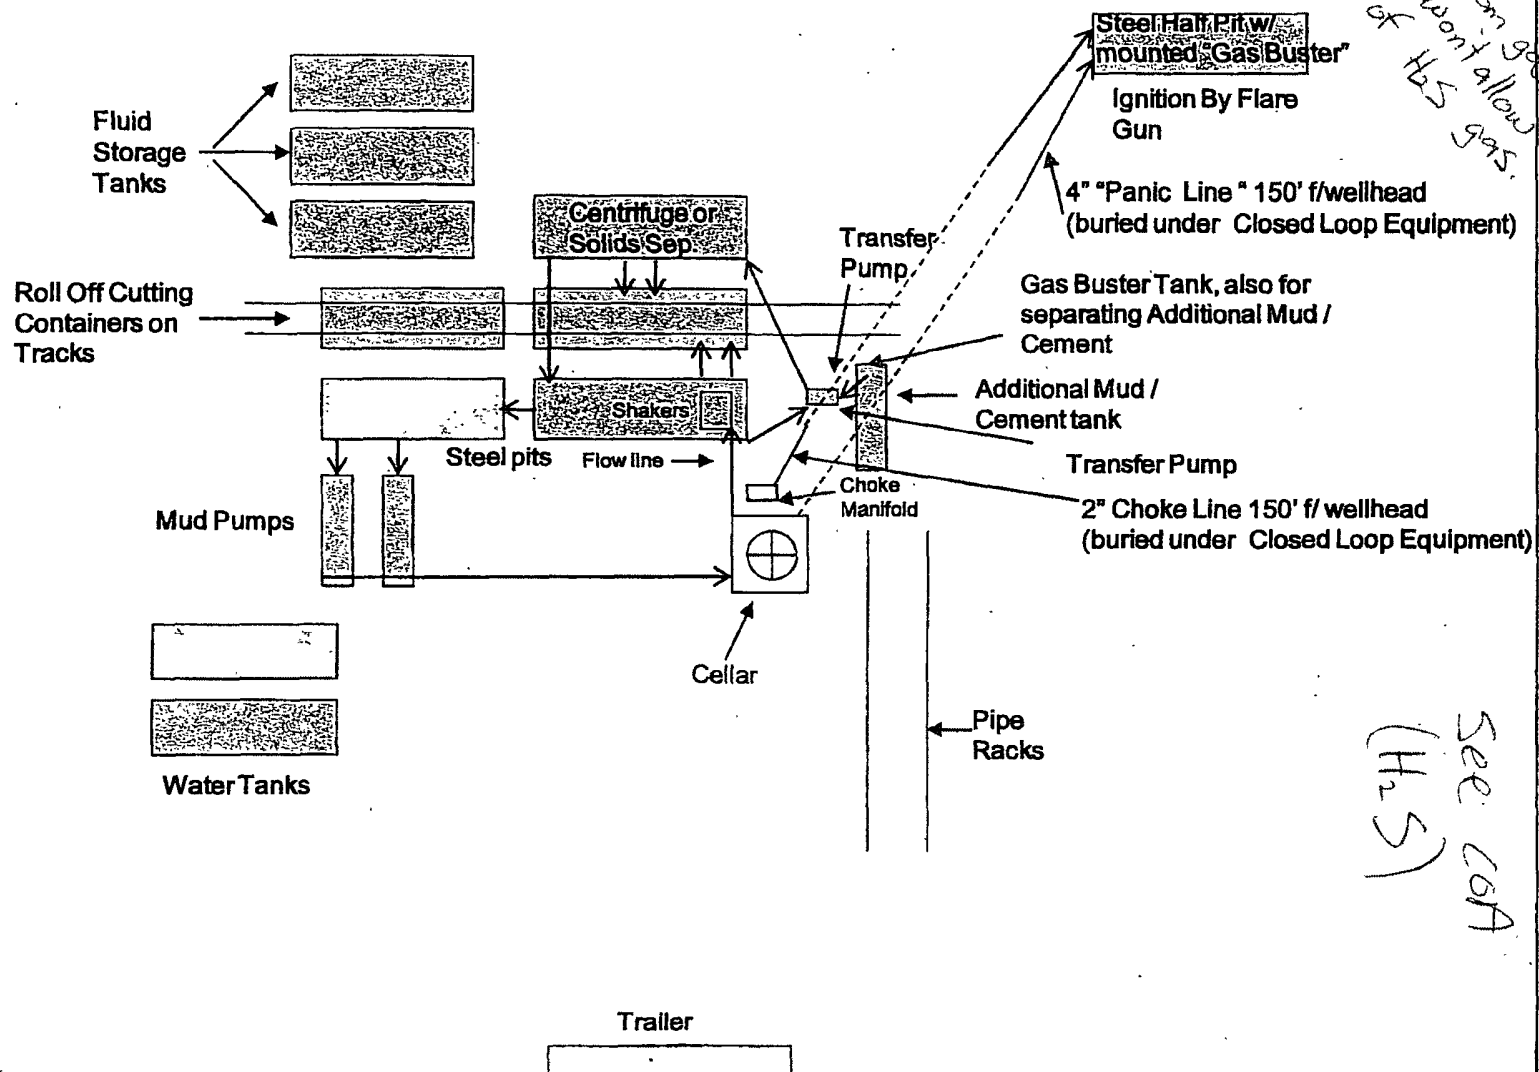 Steel Half Pit w/
mounted "Gas Buster"
Ignition By Flare
Gun
won't allow
of H2S gas.
Fluid
Storage
Tanks
4" "Panic Line " 150' f/wellhead
(buried under Closed Loop Equipment)
Centrifuge or
Solids Sep.
Transfer
Pump
Roll Off Cutting
Containers on
Tracks
Gas Buster Tank, also for
separating Additional Mud /
Cement
Additional Mud /
Cement tank
Shakers
Steel pits
Flow line
Transfer Pump
Choke
Manifold
2" Choke Line 150' f/ wellhead
(buried under Closed Loop Equipment)
Mud Pumps
Cellar
Pipe
Racks
Water Tanks
See COA
(H2S)
Trailer